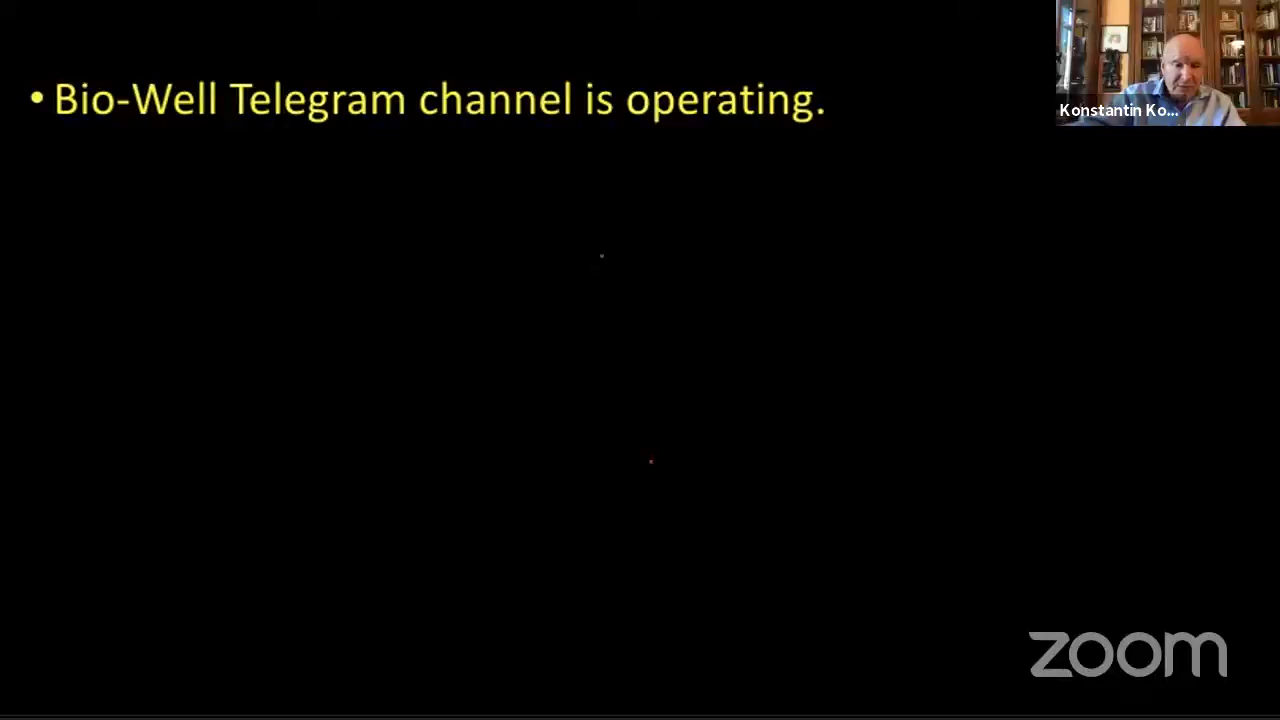 • Bio-Well Telegram channel is operating.
Konstantin Ko...
zoom